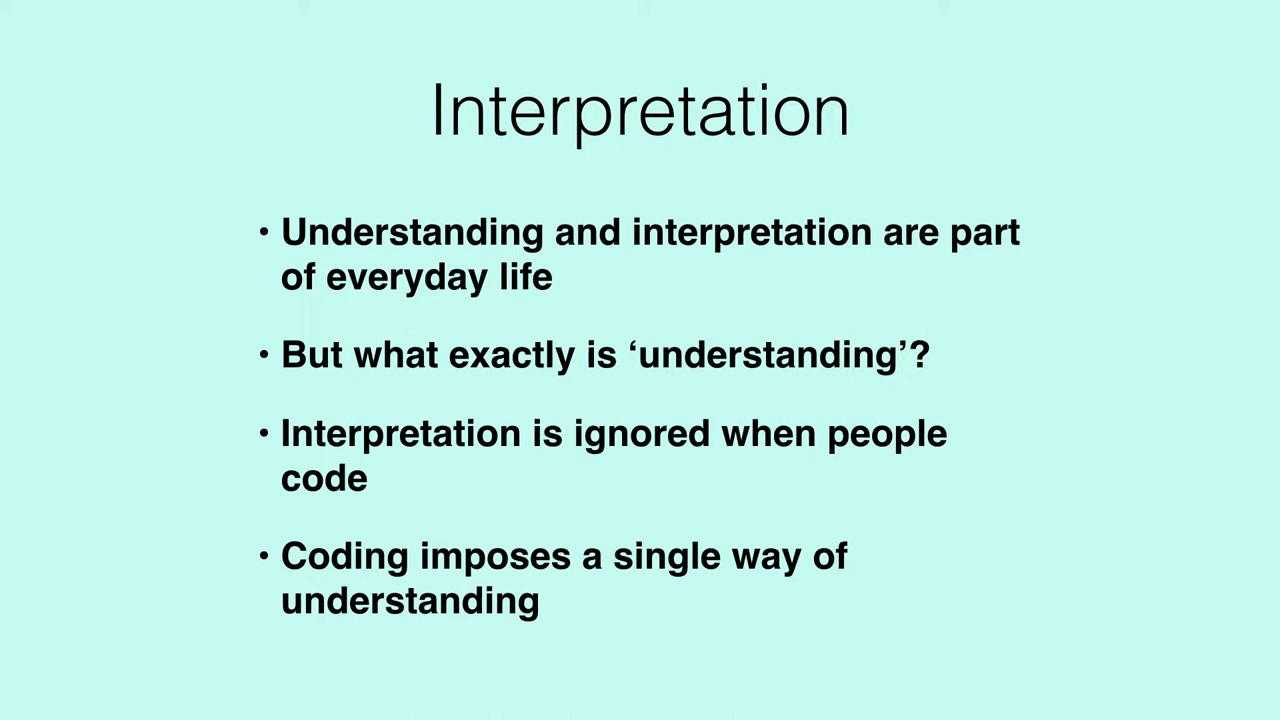 Interpretation
• Understanding and interpretation are part
of everyday life
• But what exactly is ‘understanding’?
• Interpretation is ignored when people
code
• Coding imposes a single way of
understanding